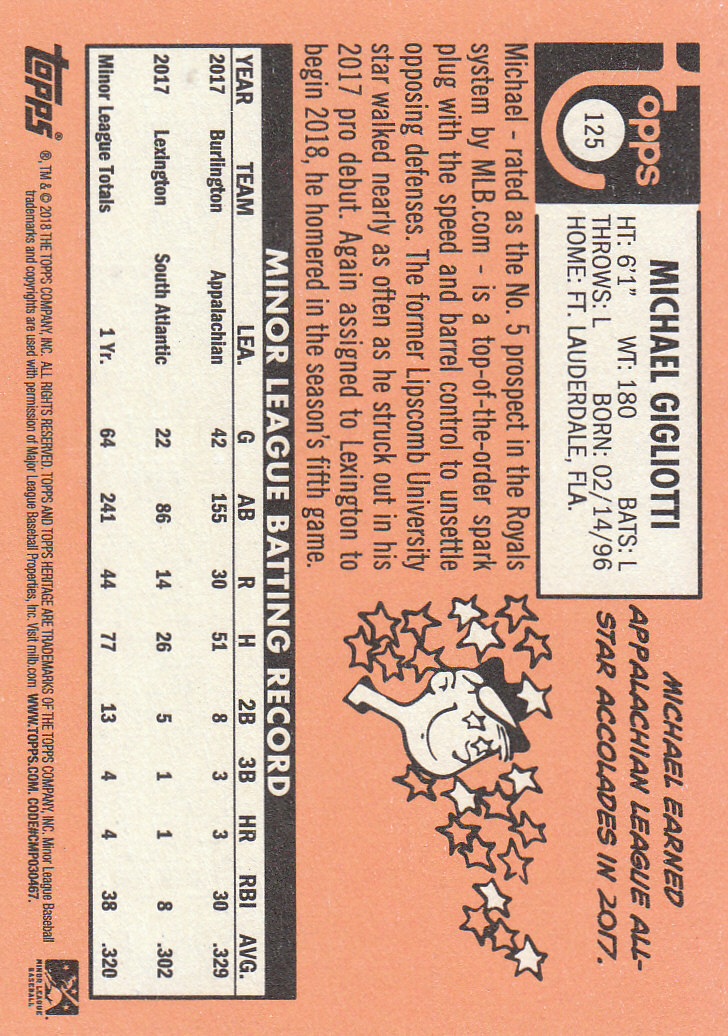 topps
125
MICHAEL GIGLIOTTI
HT: 6'1" WT: 180 BATS: L
THROWS: L BORN: 02/14/96
HOME: FT. LAUDERDALE, FLA.
Michael - rated as the No. 5 prospect in the Royals
system by MLB.com - is a top-of-the-order spark
plug with the speed and barrel control to unsettle
opposing defenses. The former Lipscomb University
star walked nearly as often as he struck out in his
2017 pro debut. Again assigned to Lexington to
begin 2018, he homered in the season's fifth game.
MICHAEL EARNED
APPALACHIAN LEAGUE ALL-
STAR ACCOLADES IN 2017.
MINOR LEAGUE BATTING RECORD
YEAR TEAM LEA. G AB R H 2B 3B HR RBI AVG.
2017 Burlington Appalachian 42 155 30 51 8 3 3 30 .329
2017 Lexington South Atlantic 22 86 14 26 5 1 1 8 .302
Minor League Totals 1 Yr. 64 241 44 77 13 4 4 38 .320
topps®
®, TM & © 2018 THE TOPPS COMPANY, INC. ALL RIGHTS RESERVED. TOPPS AND TOPPS HERITAGE ARE TRADEMARKS OF THE TOPPS COMPANY, INC. Minor League Baseball
trademarks and copyrights are used with permission of Major League Baseball Properties, Inc. Visit milb.com WWW.TOPPS.COM. CODE#CMP030467.
MINOR LEAGUE
BASEBALL